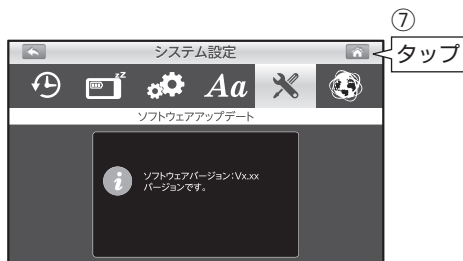 ⑦
タップ
システム設定
z Z
Aa
ソフトウェアアップデート
i
ソフトウェアバージョン:Vx.xx
バージョンです。